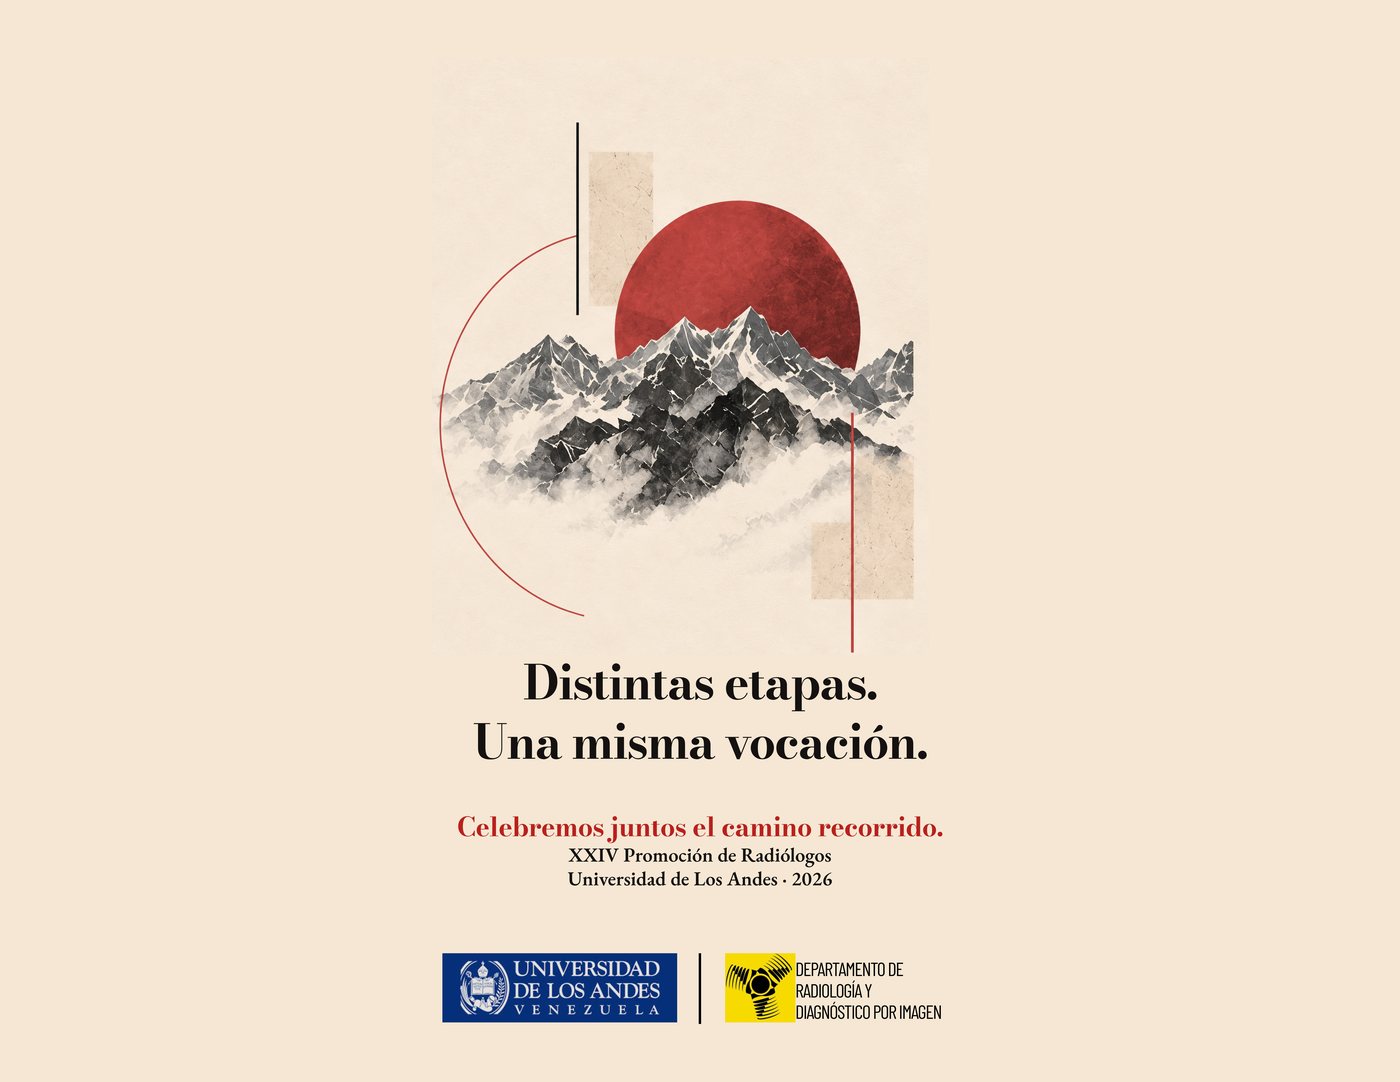 Distintas etapas.
Una misma vocación.
Celebremos juntos el camino recorrido.
XXIV Promoción de Radiólogos
Universidad de Los Andes · 2026
UNIVERSIDAD
DE LOS ANDES
VENEZUELA
DEPARTAMENTO DE
RADIOLOGÍA Y
DIAGNÓSTICO POR IMAGEN